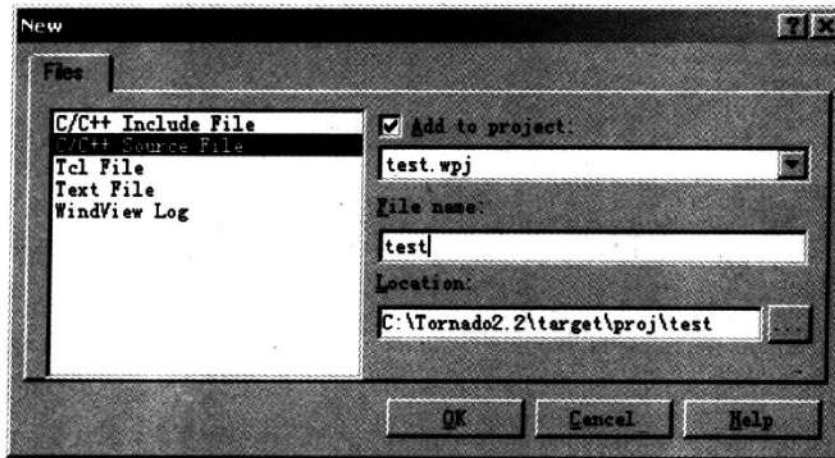 New
Files
C/C++ Include File
C/C++ Source File
Tcl File
Text File
WindView Log
Add to project:
test.wpj
File name:
test
Location:
C:\Tornado2.2\target\proj\test
...
OK
Cancel
Help